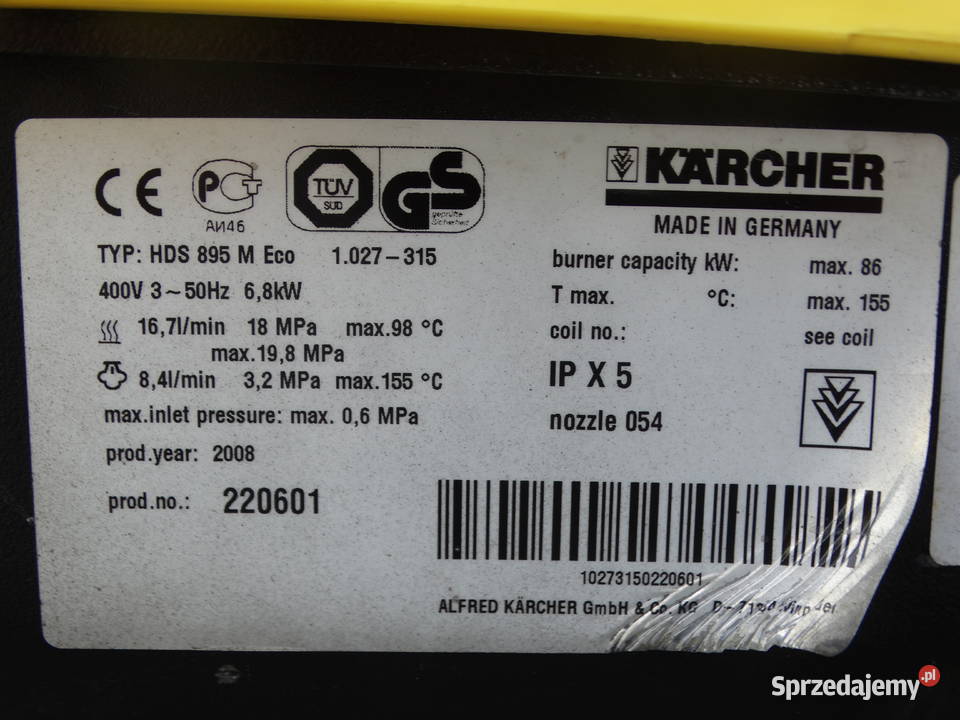 CE PCT TÜV SÜD GS geprüfte Sicherheit
АИ46
KÄRCHER
MADE IN GERMANY
TYP: HDS 895 M Eco 1.027-315
400V 3~50Hz 6,8kW
16,7l/min 18 MPa max.98 °C
max.19,8 MPa
8,4l/min 3,2 MPa max.155 °C
max.inlet pressure: max. 0,6 MPa
prod.year: 2008
prod.no.: 220601
burner capacity kW: max. 86
T max. °C: max. 155
coil no.: see coil
IP X 5
nozzle 054
10273150220601
ALFRED KÄRCHER GmbH & Co. KG D-
Sprzedajemy.pl